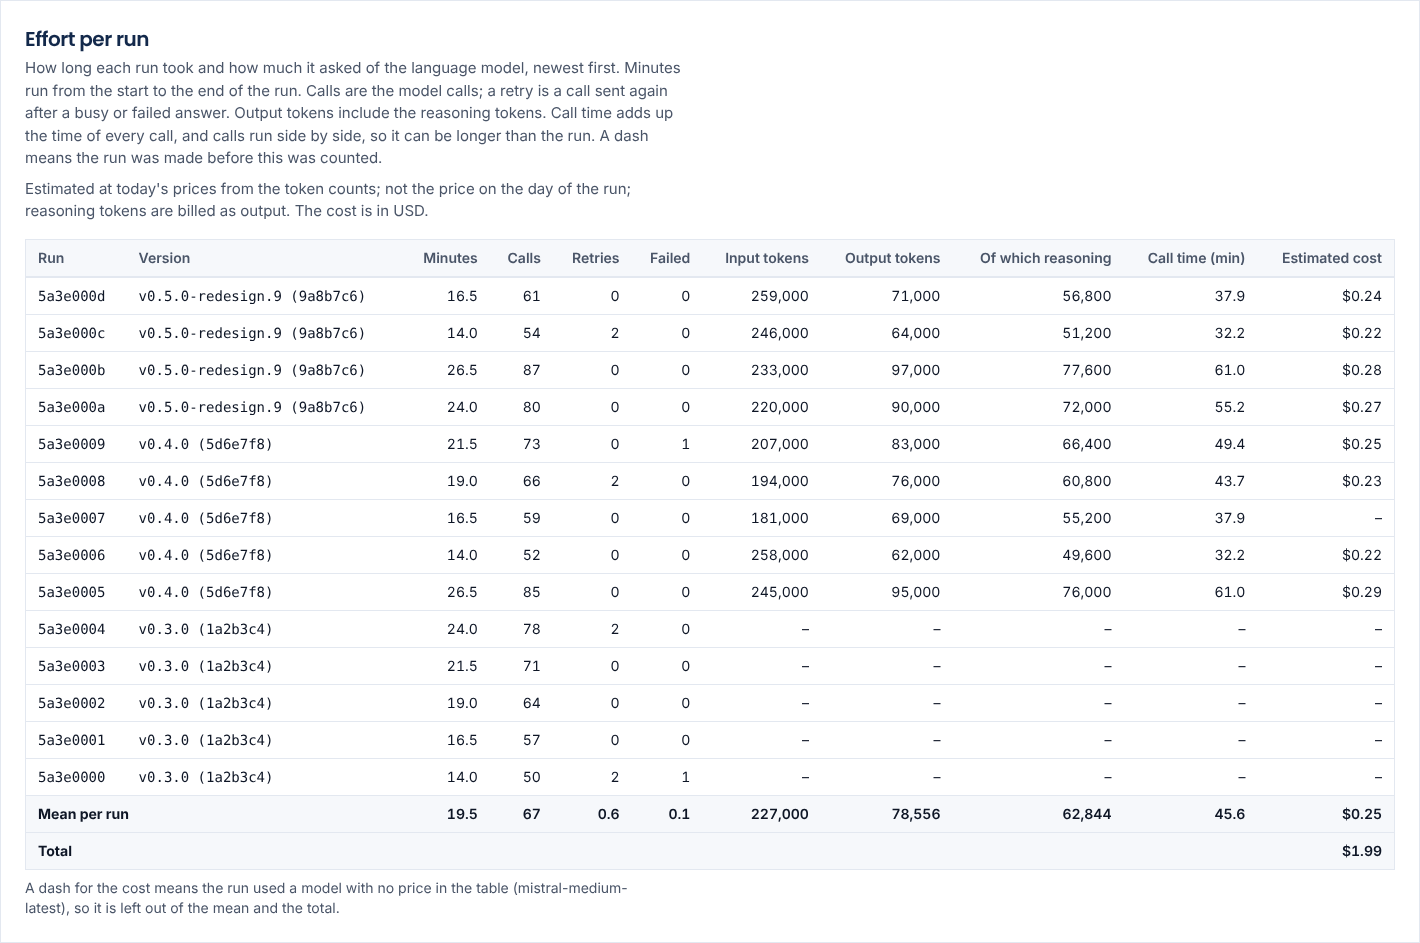 Effort per run
How long each run took and how much it asked of the language model, newest first. Minutes
run from the start to the end of the run. Calls are the model calls; a retry is a call sent again
after a busy or failed answer. Output tokens include the reasoning tokens. Call time adds up
the time of every call, and calls run side by side, so it can be longer than the run. A dash
means the run was made before this was counted.
Estimated at today's prices from the token counts; not the price on the day of the run;
reasoning tokens are billed as output. The cost is in USD.
Run Version Minutes Calls Retries Failed Input tokens Output tokens Of which reasoning Call time (min) Estimated cost
5a3e000d v0.5.0-redesign.9 (9a8b7c6) 16.5 61 0 0 259,000 71,000 56,800 37.9 $0.24
5a3e000c v0.5.0-redesign.9 (9a8b7c6) 14.0 54 2 0 246,000 64,000 51,200 32.2 $0.22
5a3e000b v0.5.0-redesign.9 (9a8b7c6) 26.5 87 0 0 233,000 97,000 77,600 61.0 $0.28
5a3e000a v0.5.0-redesign.9 (9a8b7c6) 24.0 80 0 0 220,000 90,000 72,000 55.2 $0.27
5a3e0009 v0.4.0 (5d6e7f8) 21.5 73 0 1 207,000 83,000 66,400 49.4 $0.25
5a3e0008 v0.4.0 (5d6e7f8) 19.0 66 2 0 194,000 76,000 60,800 43.7 $0.23
5a3e0007 v0.4.0 (5d6e7f8) 16.5 59 0 0 181,000 69,000 55,200 37.9 –
5a3e0006 v0.4.0 (5d6e7f8) 14.0 52 0 0 258,000 62,000 49,600 32.2 $0.22
5a3e0005 v0.4.0 (5d6e7f8) 26.5 85 0 0 245,000 95,000 76,000 61.0 $0.29
5a3e0004 v0.3.0 (1a2b3c4) 24.0 78 2 0 – – – – –
5a3e0003 v0.3.0 (1a2b3c4) 21.5 71 0 0 – – – – –
5a3e0002 v0.3.0 (1a2b3c4) 19.0 64 0 0 – – – – –
5a3e0001 v0.3.0 (1a2b3c4) 16.5 57 0 0 – – – – –
5a3e0000 v0.3.0 (1a2b3c4) 14.0 50 2 1 – – – – –
Mean per run 19.5 67 0.6 0.1 227,000 78,556 62,844 45.6 $0.25
Total $1.99
A dash for the cost means the run used a model with no price in the table (mistral-medium-
latest), so it is left out of the mean and the total.